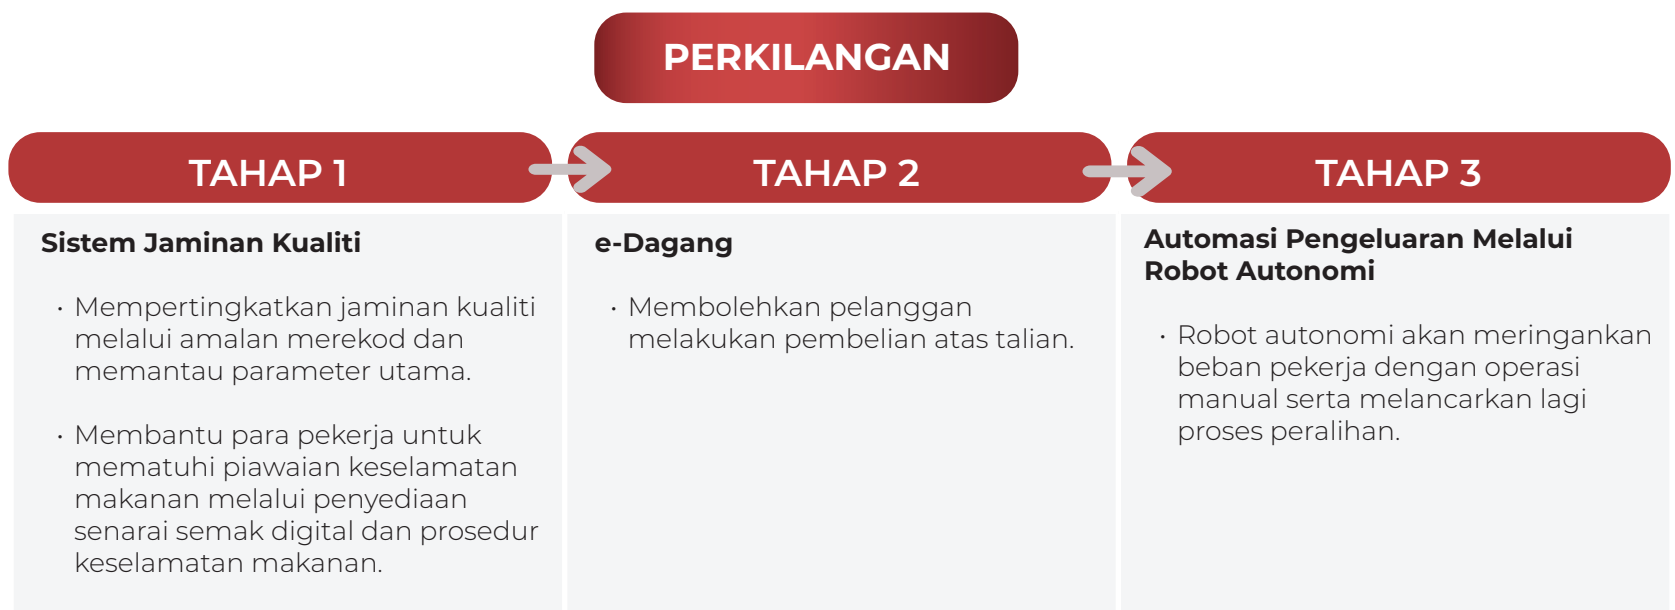 PERKILANGAN
TAHAP 1
Sistem Jaminan Kualiti
· Mempertingkatkan jaminan kualiti
melalui amalan merekod dan
memantau parameter utama.
· Membantu para pekerja untuk
mematuhi piawaian keselamatan
makanan melalui penyediaan
senarai semak digital dan prosedur
keselamatan makanan.
TAHAP 2
e-Dagang
· Membolehkan pelanggan
melakukan pembelian atas talian.
TAHAP 3
Automasi Pengeluaran Melalui
Robot Autonomi
· Robot autonomi akan meringankan
beban pekerja dengan operasi
manual serta melancarkan lagi
proses peralihan.